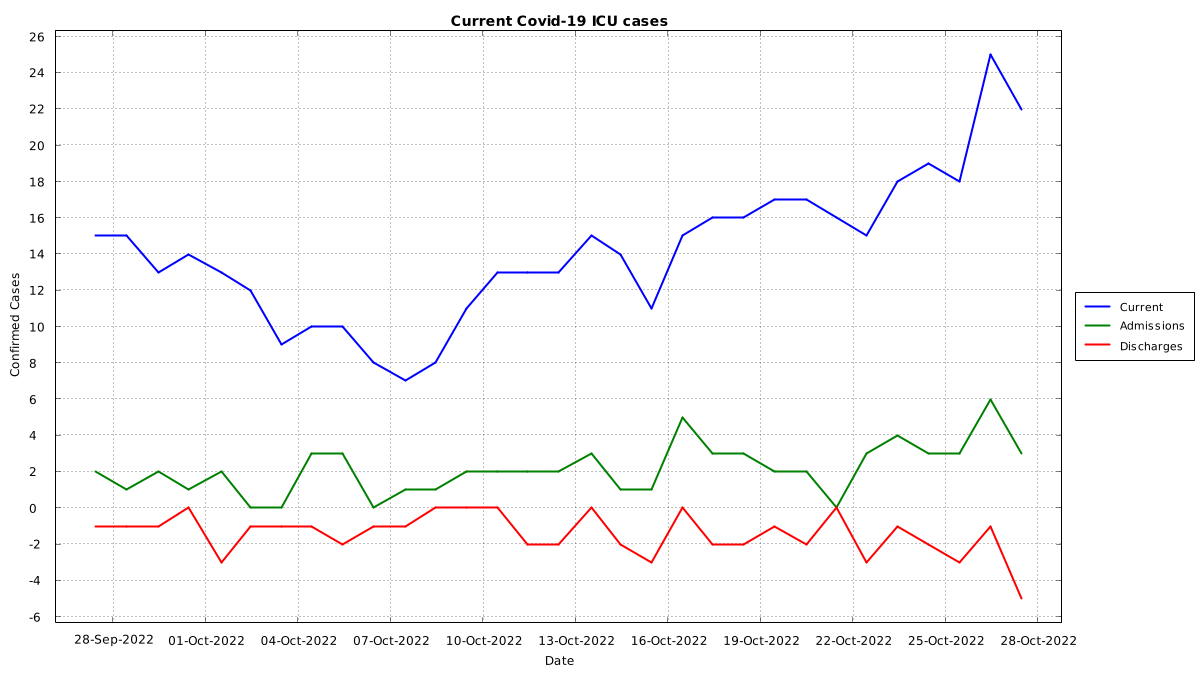 Current Covid-19 ICU cases
26
24
22
20
18
16
14
12
10
8
6
4
2
0
-2
-4
-6
Confirmed Cases
28-Sep-2022 01-Oct-2022 04-Oct-2022 07-Oct-2022 10-Oct-2022 13-Oct-2022 16-Oct-2022 19-Oct-2022 22-Oct-2022 25-Oct-2022 28-Oct-2022
Date
Current
Admissions
Discharges